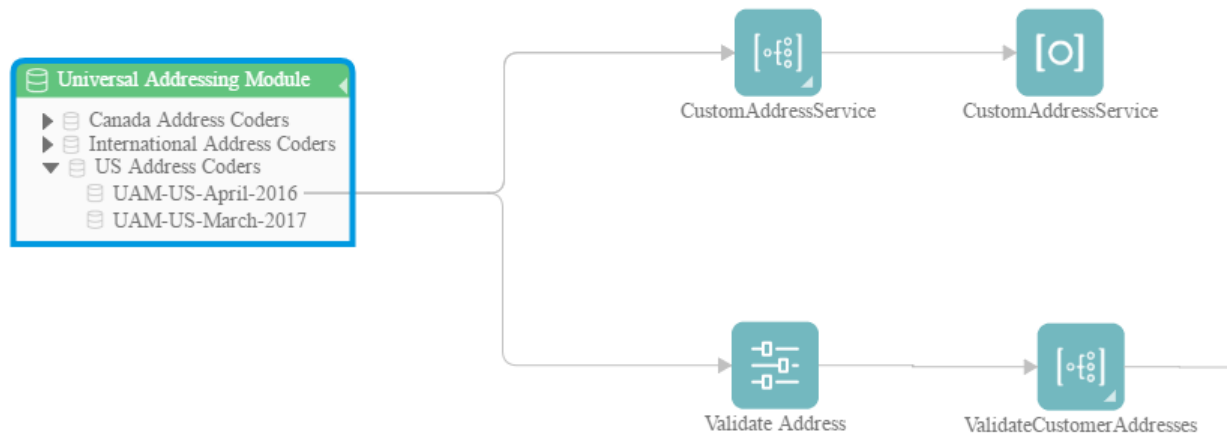 Universal Addressing Module
Canada Address Coders
International Address Coders
US Address Coders
UAM-US-April-2016
UAM-US-March-2017
CustomAddressService
CustomAddressService
Validate Address
ValidateCustomerAddresses